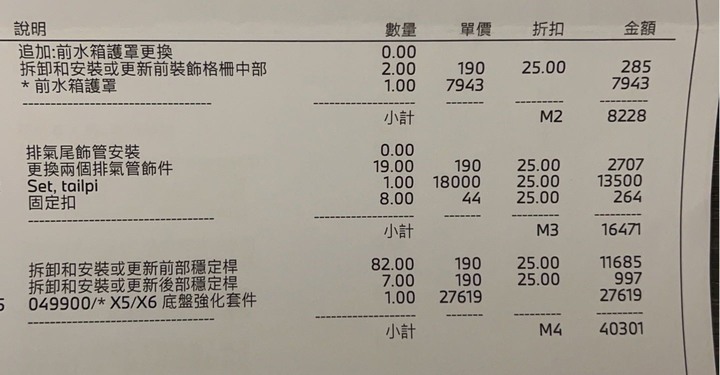 說明 數量 單價 折扣 金額
追加:前水箱護罩更換 0.00
拆卸和安裝或更新前裝飾格柵中部 2.00 190 25.00 285
* 前水箱護罩 1.00 7943 7943
小計 M2 8228
排氣尾飾管安裝 0.00
更換兩個排氣管飾件 19.00 190 25.00 2707
Set, tailpi 1.00 18000 25.00 13500
固定扣 8.00 44 25.00 264
小計 M3 16471
拆卸和安裝或更新前部穩定桿 82.00 190 25.00 11685
拆卸和安裝或更新後部穩定桿 7.00 190 25.00 997
049900/* X5/X6 底盤強化套件 1.00 27619 27619
小計 M4 40301